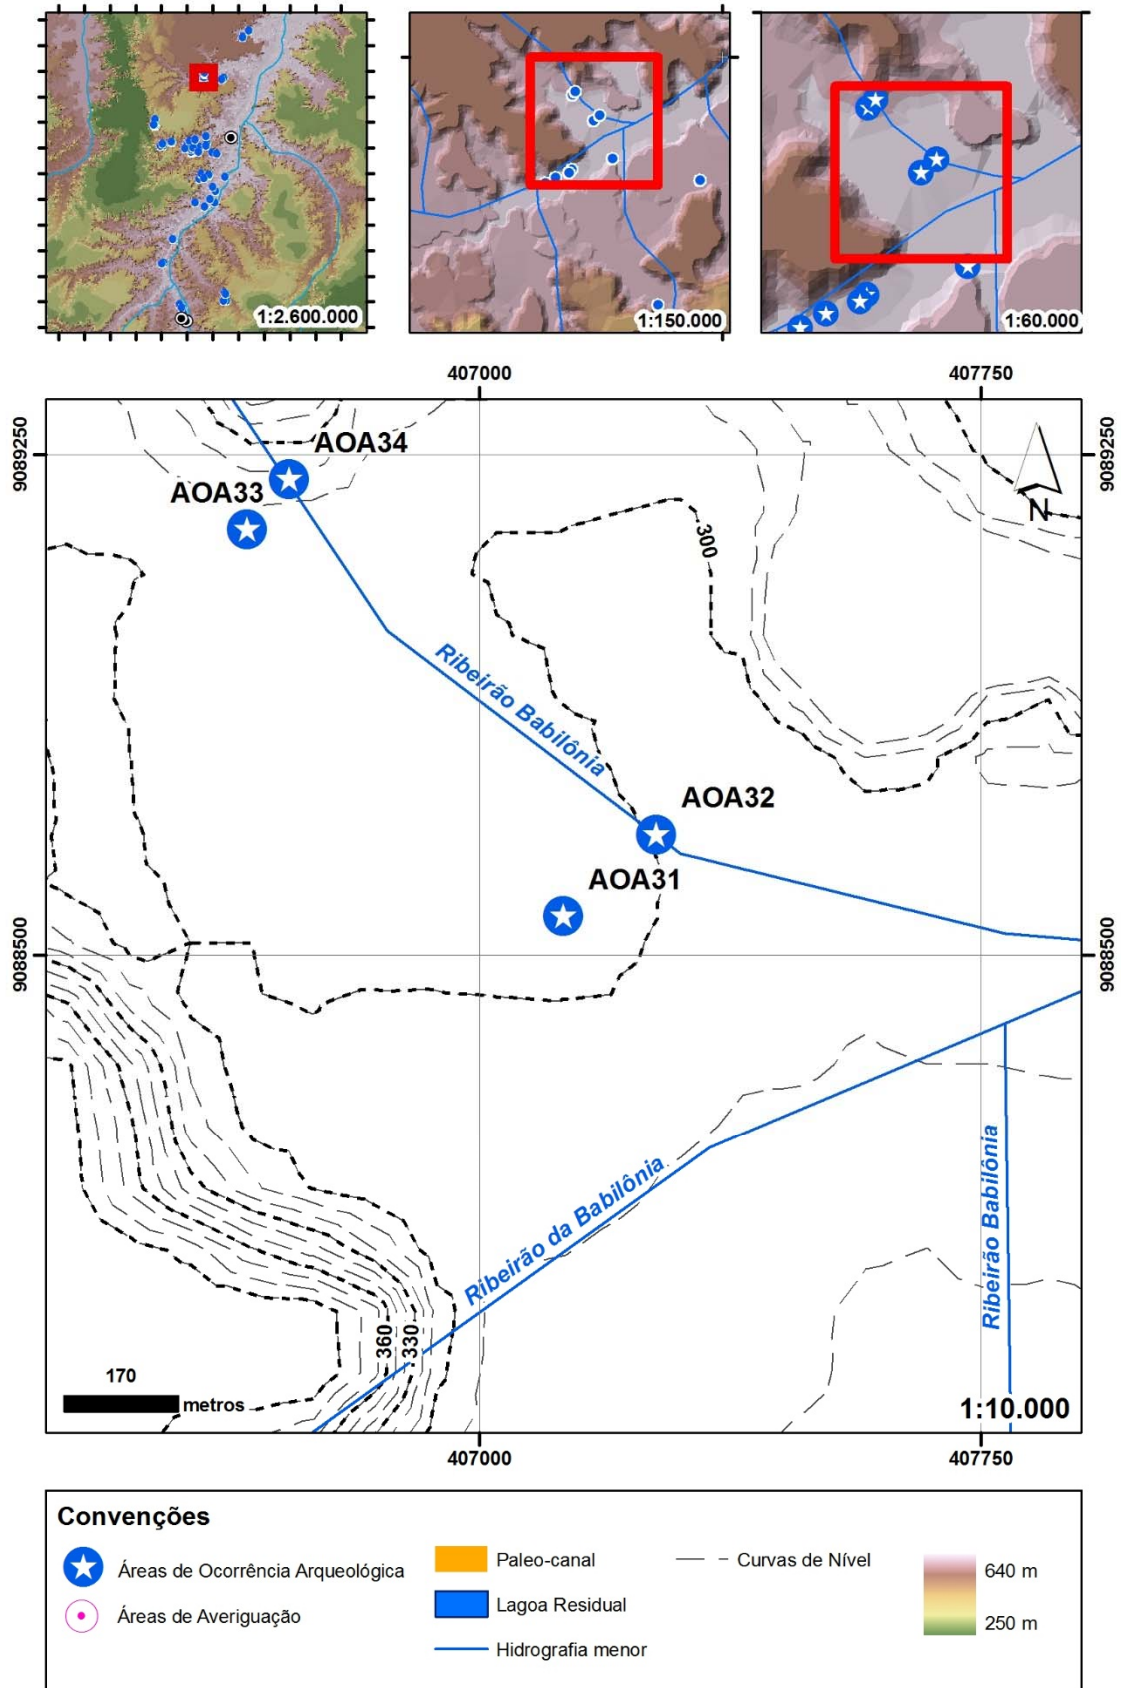 1:2.600.000
1:150.000
1:60.000
407000
407750
9089250
9089250
AOA34
AOA33
N
300
Ribeirão Babilônia
AOA32
AOA31
9088500
9088500
Ribeirão da Babilônia
Ribeirão Babilônia
360
330
170
metros
1:10.000
407000
407750
Convenções
Áreas de Ocorrência Arqueológica
Áreas de Averiguação
Paleo-canal
Lagoa Residual
Hidrografia menor
Curvas de Nível
640 m
250 m